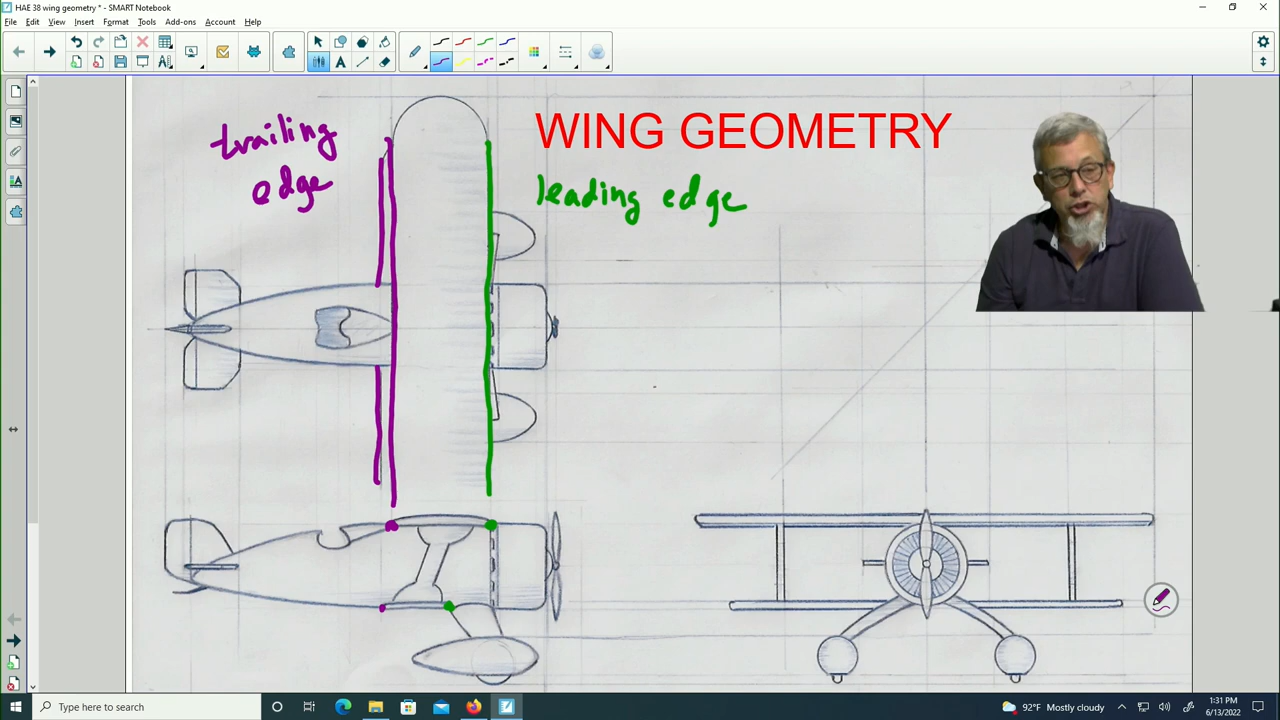 HAE 38 wing geometry * - SMART Notebook
File Edit View Insert Format Tools Add-ons Account Help
WING GEOMETRY
trailing
edge
leading edge
Type here to search
92°F Mostly cloudy
1:31 PM
6/13/2022